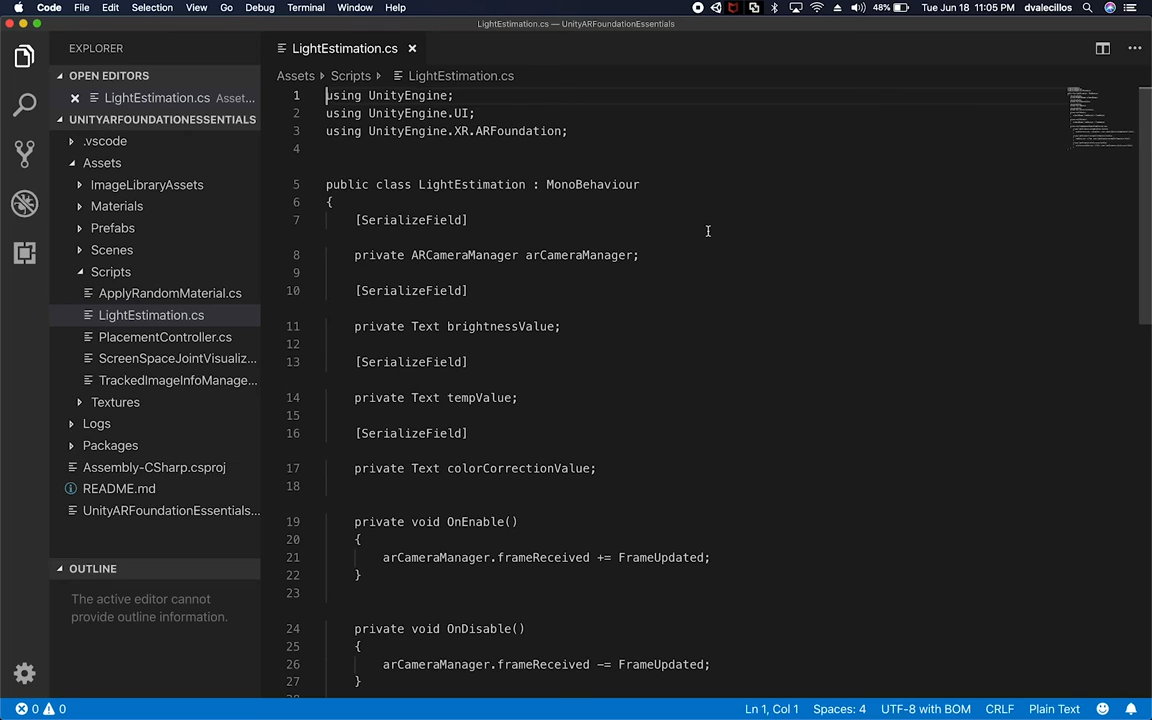 Code File Edit Selection View Go Debug Terminal Window Help 48% Tue Jun 18 11:05 PM dvalecillos
LightEstimation.cs — UnityARFoundationEssentials
EXPLORER
OPEN EDITORS
LightEstimation.cs Asset...
UNITYARFOUNDATIONESSENTIALS
.vscode
Assets
ImageLibraryAssets
Materials
Prefabs
Scenes
Scripts
ApplyRandomMaterial.cs
LightEstimation.cs
PlacementController.cs
ScreenSpaceJointVisualiz...
TrackedImageInfoManage...
Textures
Logs
Packages
Assembly-CSharp.csproj
README.md
UnityARFoundationEssentials...
OUTLINE
The active editor cannot
provide outline information.
LightEstimation.cs
Assets Scripts LightEstimation.cs
1 using UnityEngine;
2 using UnityEngine.UI;
3 using UnityEngine.XR.ARFoundation;
4
5 public class LightEstimation : MonoBehaviour
6 {
7 [SerializeField]
8 private ARCameraManager arCameraManager;
9
10 [SerializeField]
11 private Text brightnessValue;
12
13 [SerializeField]
14 private Text tempValue;
15
16 [SerializeField]
17 private Text colorCorrectionValue;
18
19 private void OnEnable()
20 {
21 arCameraManager.frameReceived += FrameUpdated;
22 }
23
24 private void OnDisable()
25 {
26 arCameraManager.frameReceived -= FrameUpdated;
27 }
0 0 Ln 1, Col 1 Spaces: 4 UTF-8 with BOM CRLF Plain Text